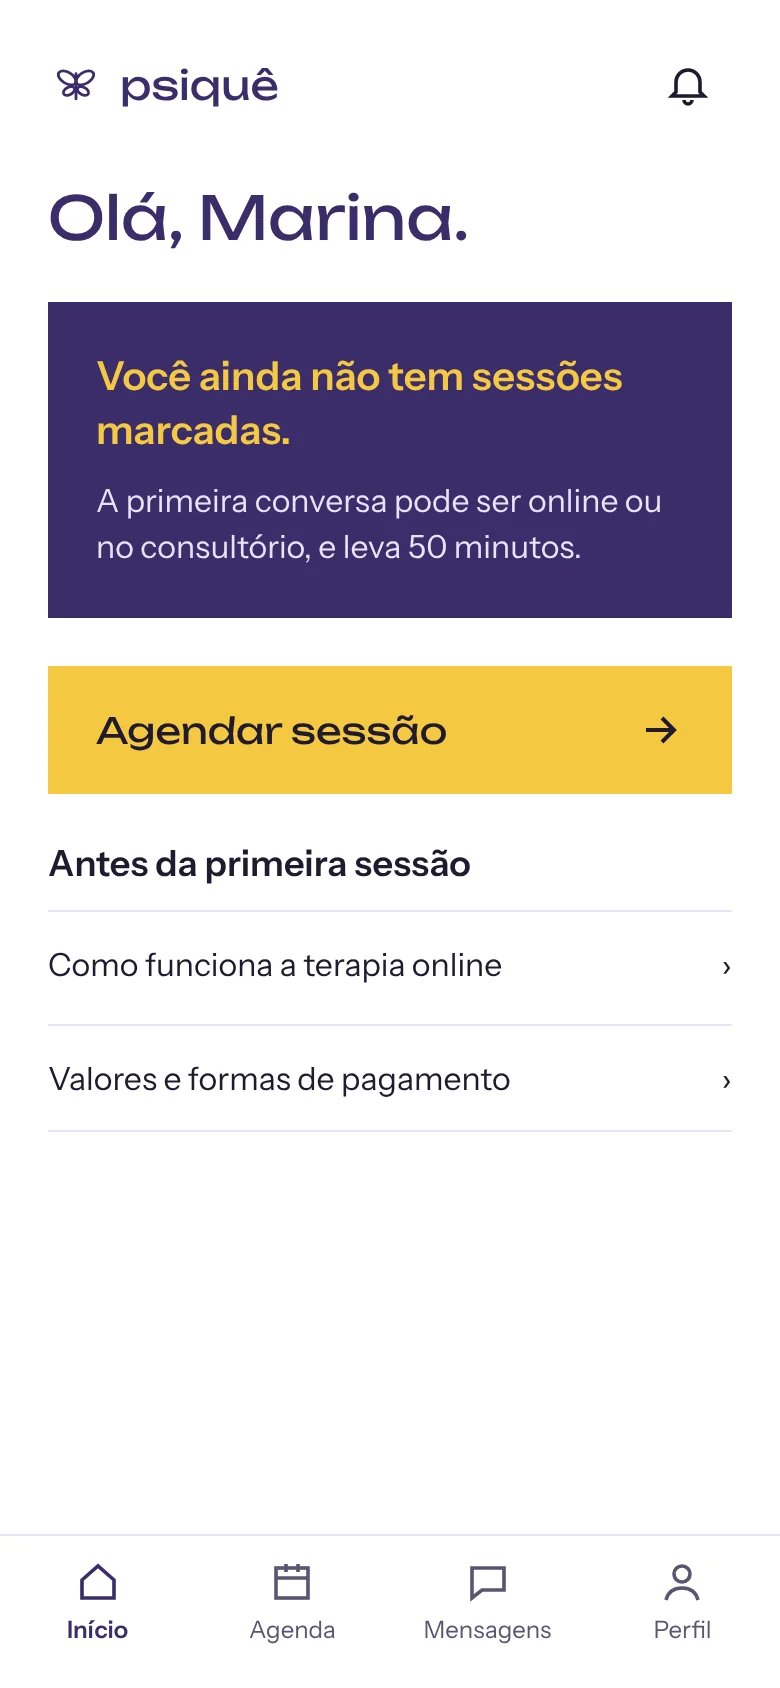 psiquê
Olá, Marina.
Você ainda não tem sessões
marcadas.
A primeira conversa pode ser online ou
no consultório, e leva 50 minutos.
Agendar sessão
Antes da primeira sessão
Como funciona a terapia online
Valores e formas de pagamento
Início
Agenda
Mensagens
Perfil